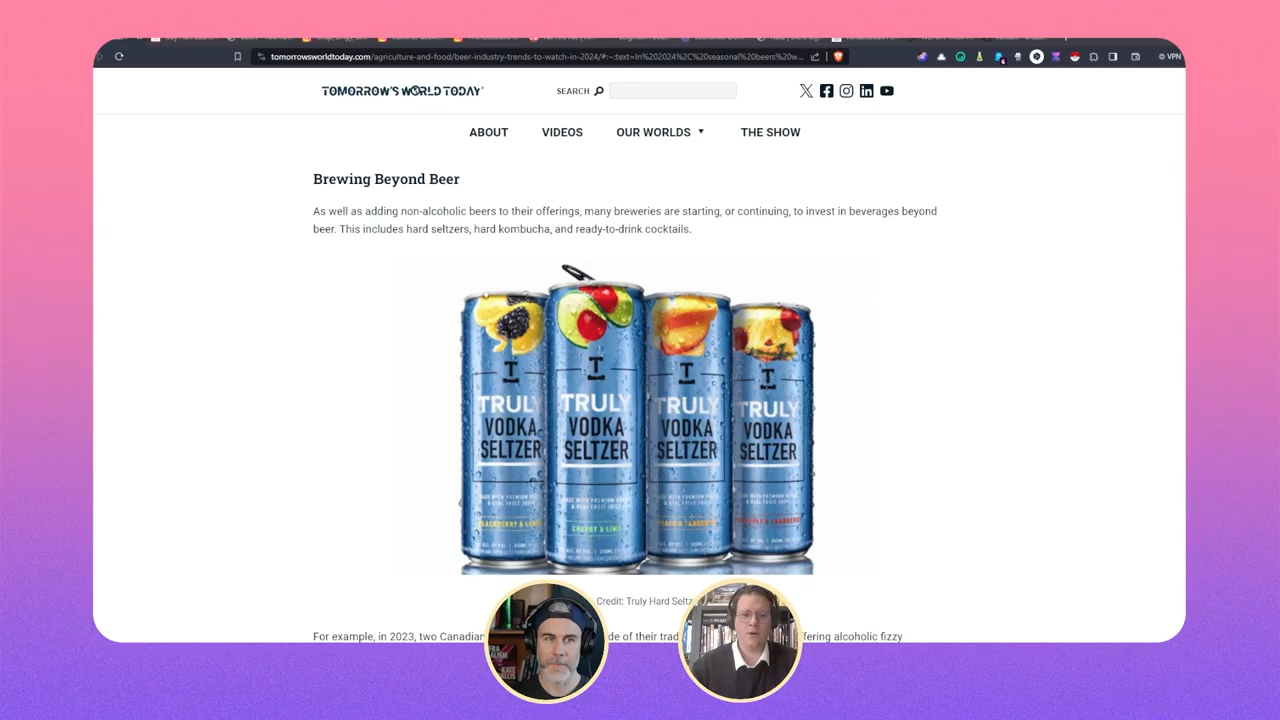 tomorrowsworldtoday.com/agriculture-and-food/beer-industry-trends-to-watch-in-2024/#:~:text=In%202024%2C%20seasonal%20beers%20w...
VPN
TOMORROW'S WORLD TODAY
SEARCH
ABOUT VIDEOS OUR WORLDS THE SHOW
Brewing Beyond Beer
As well as adding non-alcoholic beers to their offerings, many breweries are starting, or continuing, to invest in beverages beyond
beer. This includes hard seltzers, hard kombucha, and ready-to-drink cocktails.
T T T T
TRULY TRULY TRULY TRULY
VODKA VODKA VODKA VODKA
SELTZER SELTZER SELTZER SELTZER
CHERRY & LIME
Credit: Truly Hard Seltz
For example, in 2023, two Canadian de of their trad fering alcoholic fizzy
KATE